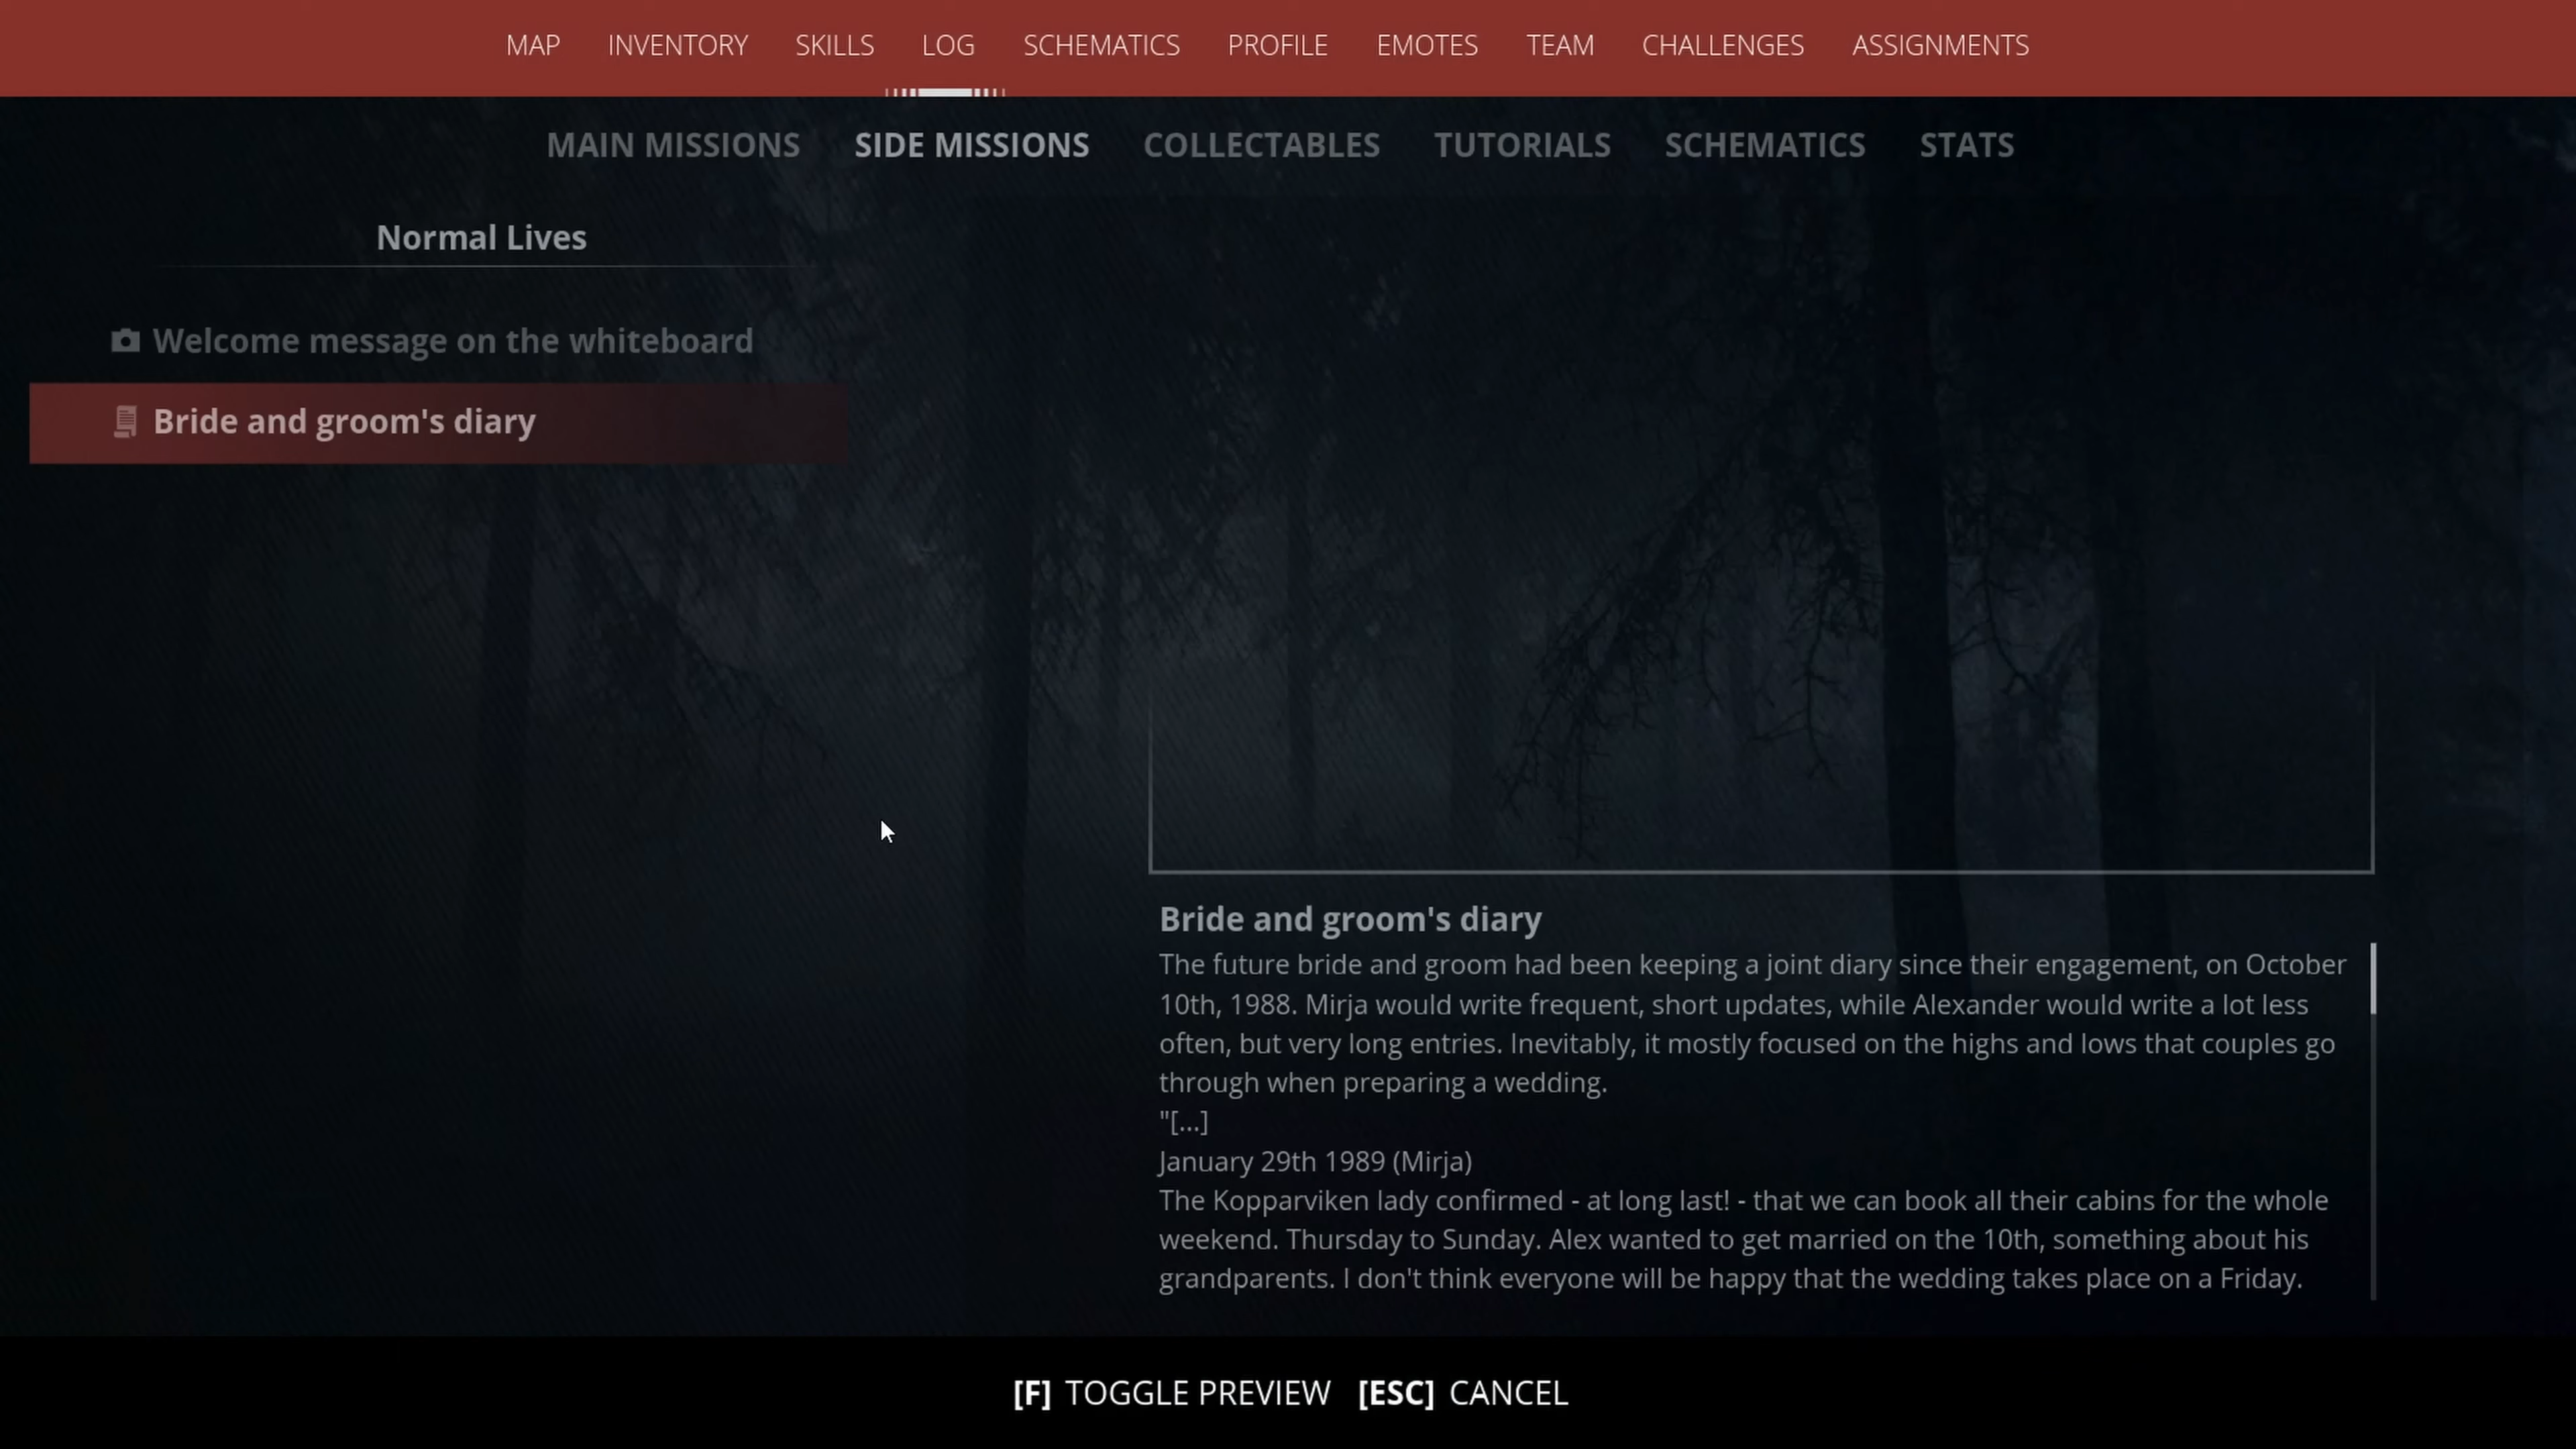 MAP INVENTORY SKILLS LOG SCHEMATICS PROFILE EMOTES TEAM CHALLENGES ASSIGNMENTS
MAIN MISSIONS SIDE MISSIONS COLLECTABLES TUTORIALS SCHEMATICS STATS
Normal Lives
Welcome message on the whiteboard
Bride and groom's diary
Bride and groom's diary
The future bride and groom had been keeping a joint diary since their engagement, on October
10th, 1988. Mirja would write frequent, short updates, while Alexander would write a lot less
often, but very long entries. Inevitably, it mostly focused on the highs and lows that couples go
through when preparing a wedding.
"[...]
January 29th 1989 (Mirja)
The Kopparviken lady confirmed - at long last! - that we can book all their cabins for the whole
weekend. Thursday to Sunday. Alex wanted to get married on the 10th, something about his
grandparents. I don't think everyone will be happy that the wedding takes place on a Friday.
[F] TOGGLE PREVIEW [ESC] CANCEL